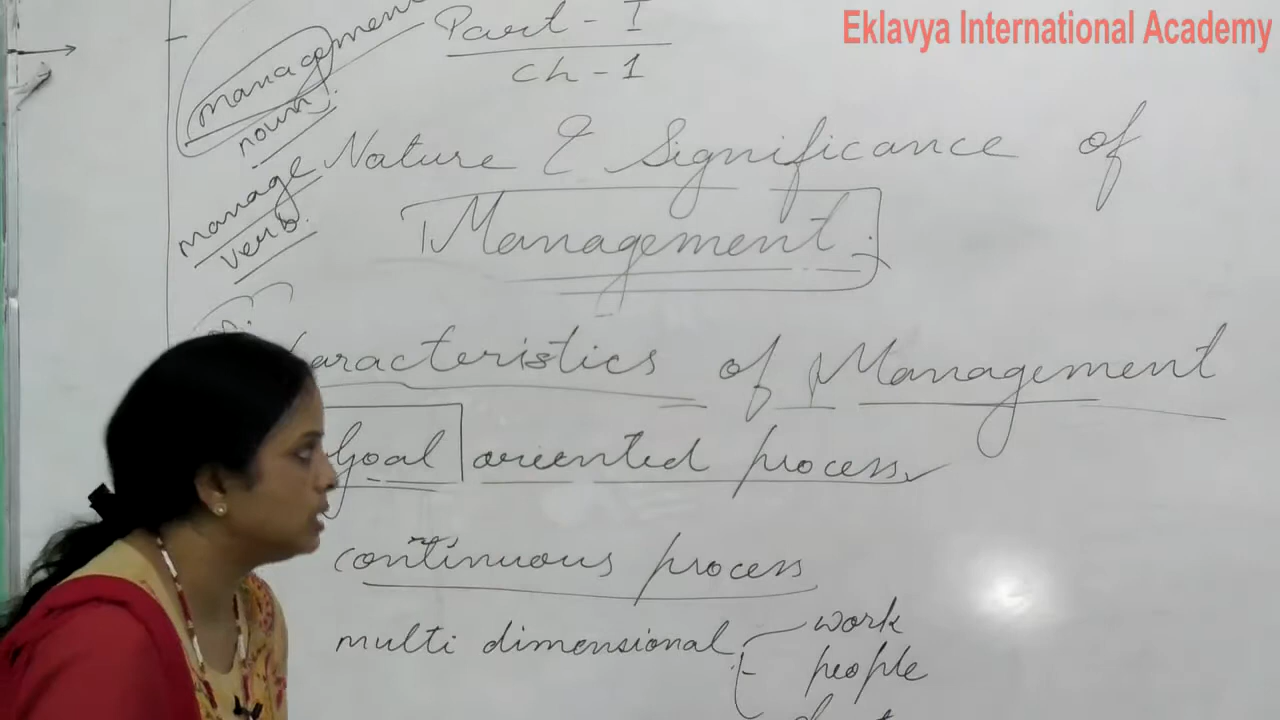 Eklavya International Academy
Part - I
Ch - 1
management
noun
manage
verb
Nature & Significance of
Management
Characteristics of Management
Goal oriented process
continuous process
multi dimensional
work
people